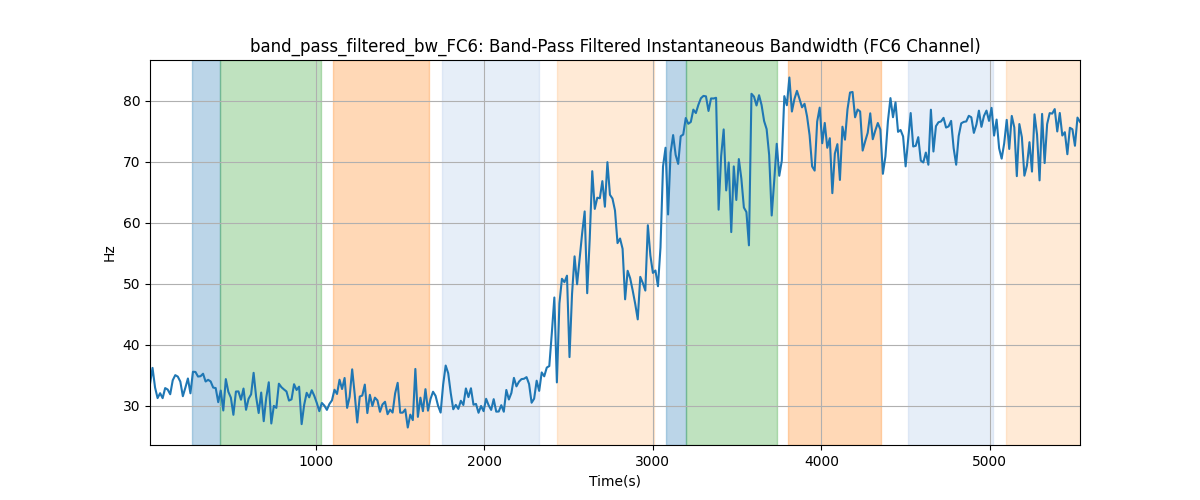 band_pass_filtered_bw_FC6: Band-Pass Filtered Instantaneous Bandwidth (FC6 Channel)
80
70
60
50
40
30
Hz
1000 2000 3000 4000 5000
Time(s)